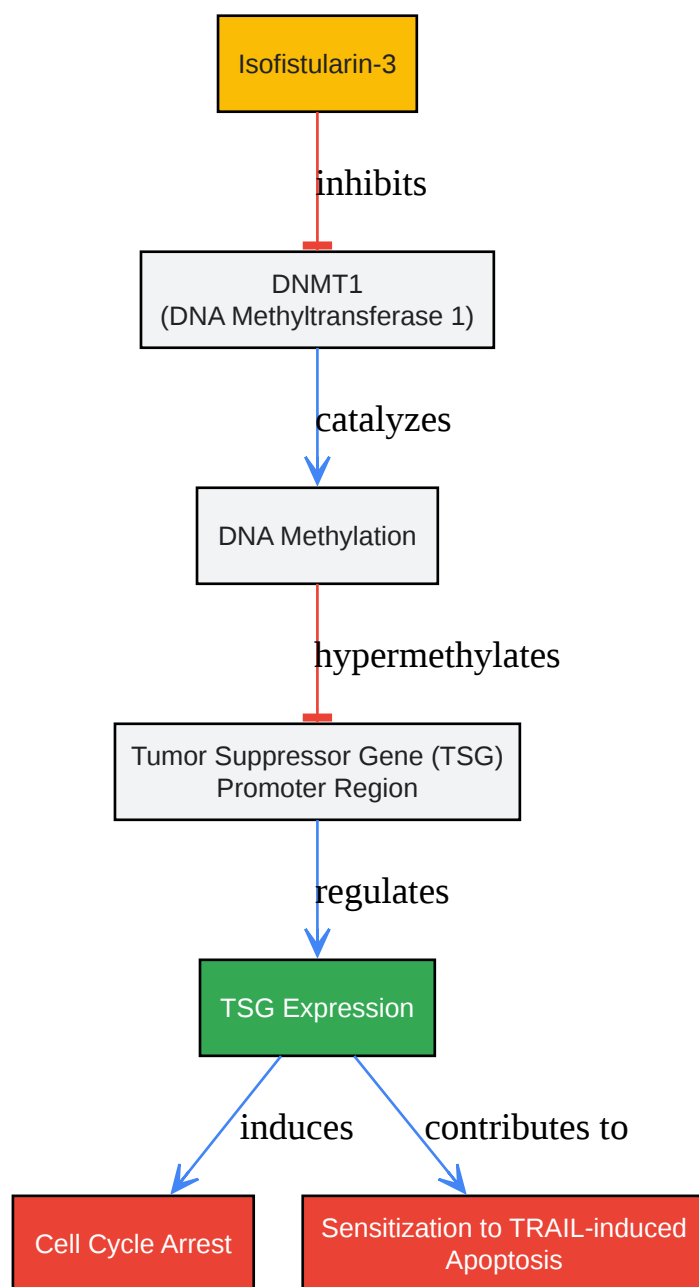 Isofistularin-3
inhibits
DNMT1
(DNA Methyltransferase 1)
catalyzes
DNA Methylation
hypermethylates
Tumor Suppressor Gene (TSG)
Promoter Region
regulates
TSG Expression
induces
contributes to
Cell Cycle Arrest
Sensitization to TRAIL-induced
Apoptosis